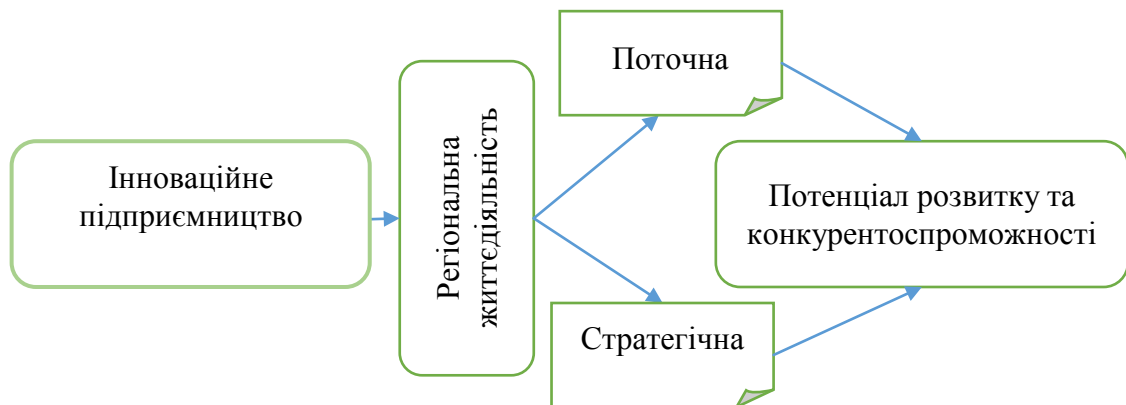 Інноваційне
підприємництво
Регіональна
життєдіяльність
Поточна
Стратегічна
Потенціал розвитку та
конкурентоспроможності